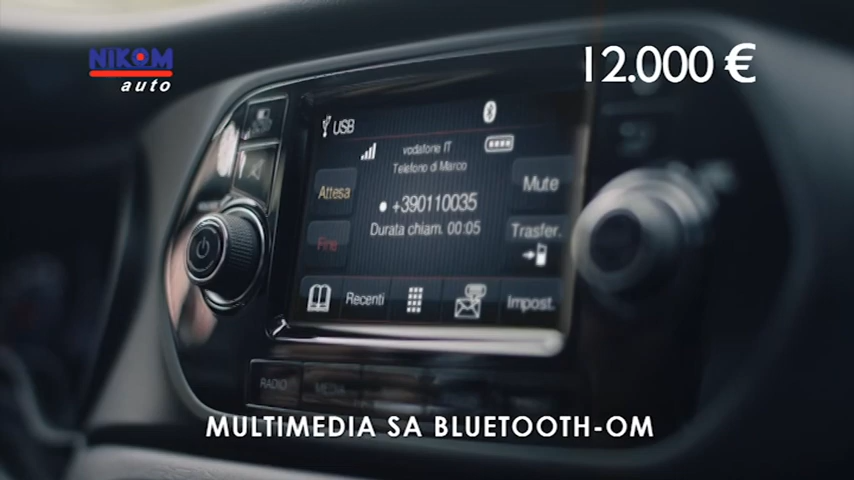 NIKOM
auto
12.000 €
USB
vodafone IT
Telefono di Marco
Attesa
Mute
+390110035
Durata chiam. 00:05
Fine
Trasfer.
Recenti
Impost.
RADIO
MEDIA
MULTIMEDIA SA BLUETOOTH-OM